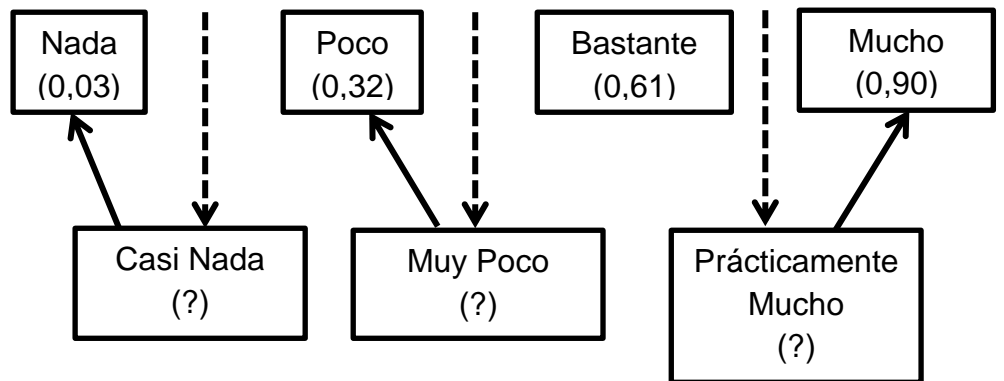 Nada
(0,03)
Poco
(0,32)
Bastante
(0,61)
Mucho
(0,90)
Casi Nada
(?)
Muy Poco
(?)
Prácticamente
Mucho
(?)